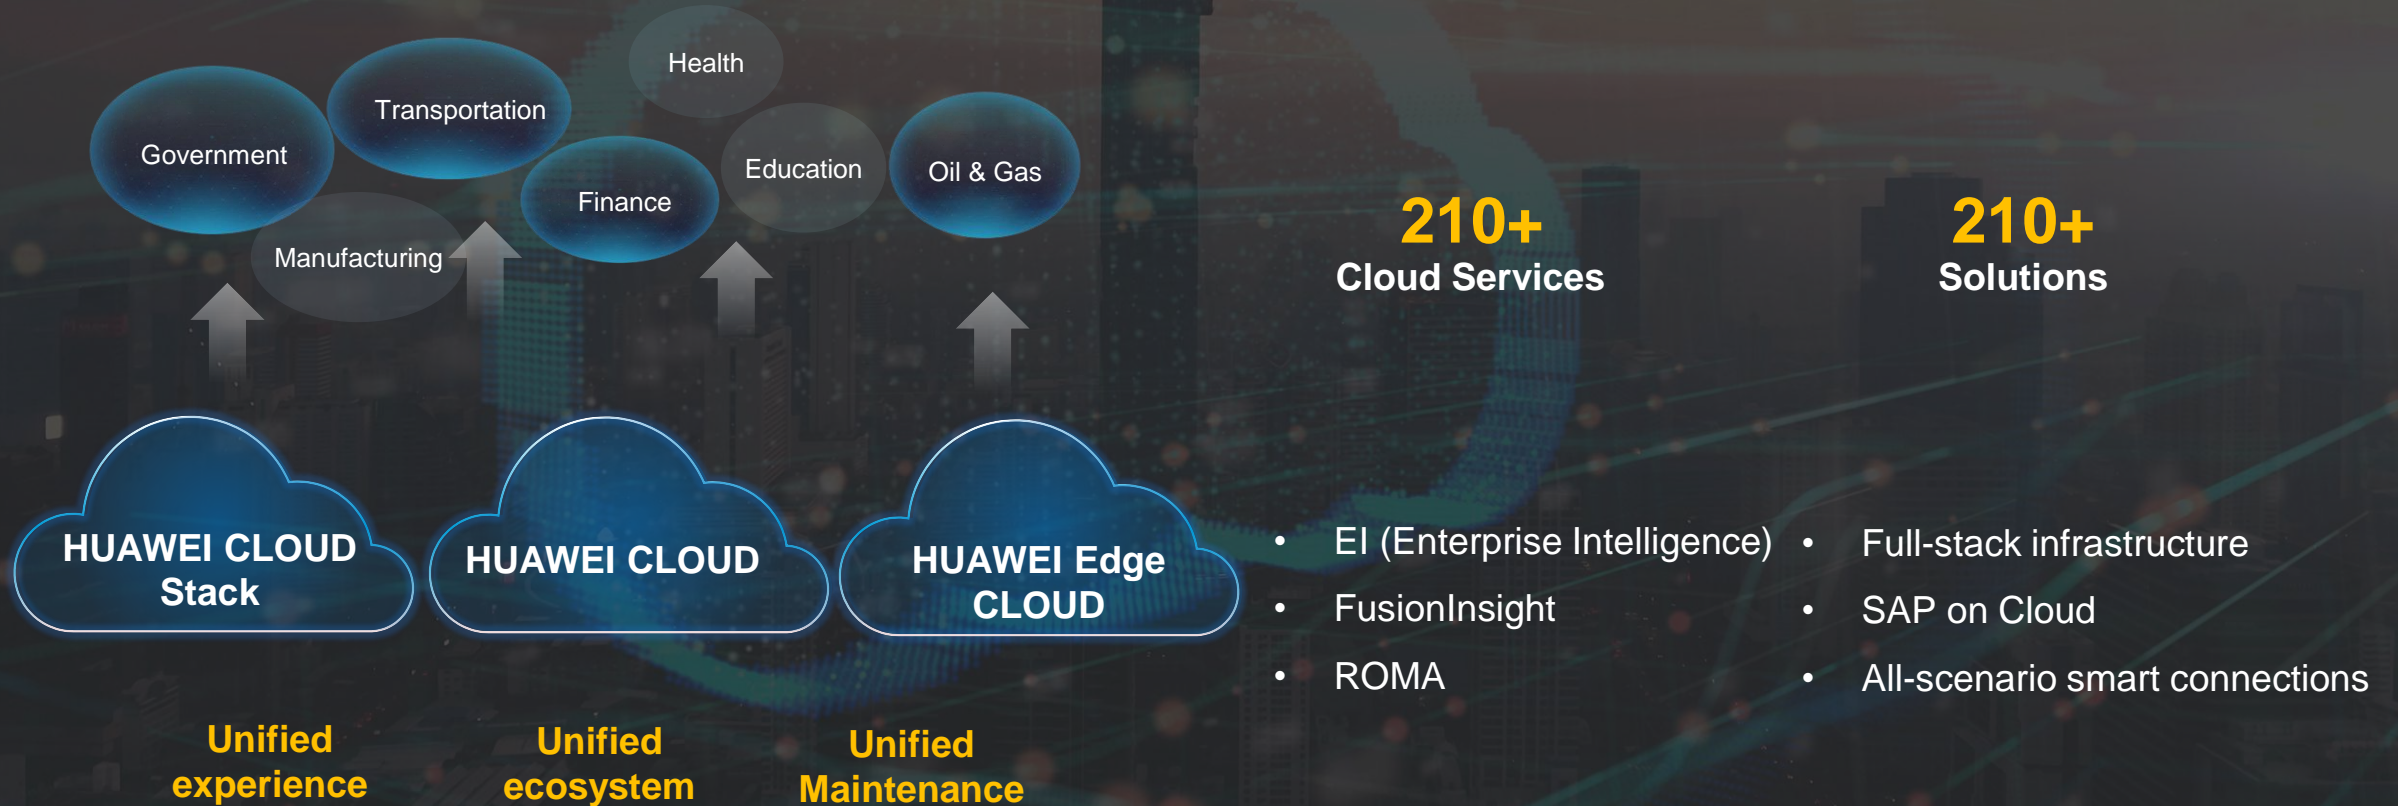 Health
Transportation
Government
Education
Oil & Gas
Finance
Manufacturing
210+
Cloud Services
210+
Solutions
HUAWEI CLOUD
Stack
HUAWEI CLOUD
HUAWEI Edge
CLOUD
• EI (Enterprise Intelligence)
• FusionInsight
• ROMA
• Full-stack infrastructure
• SAP on Cloud
• All-scenario smart connections
Unified
experience
Unified
ecosystem
Unified
Maintenance